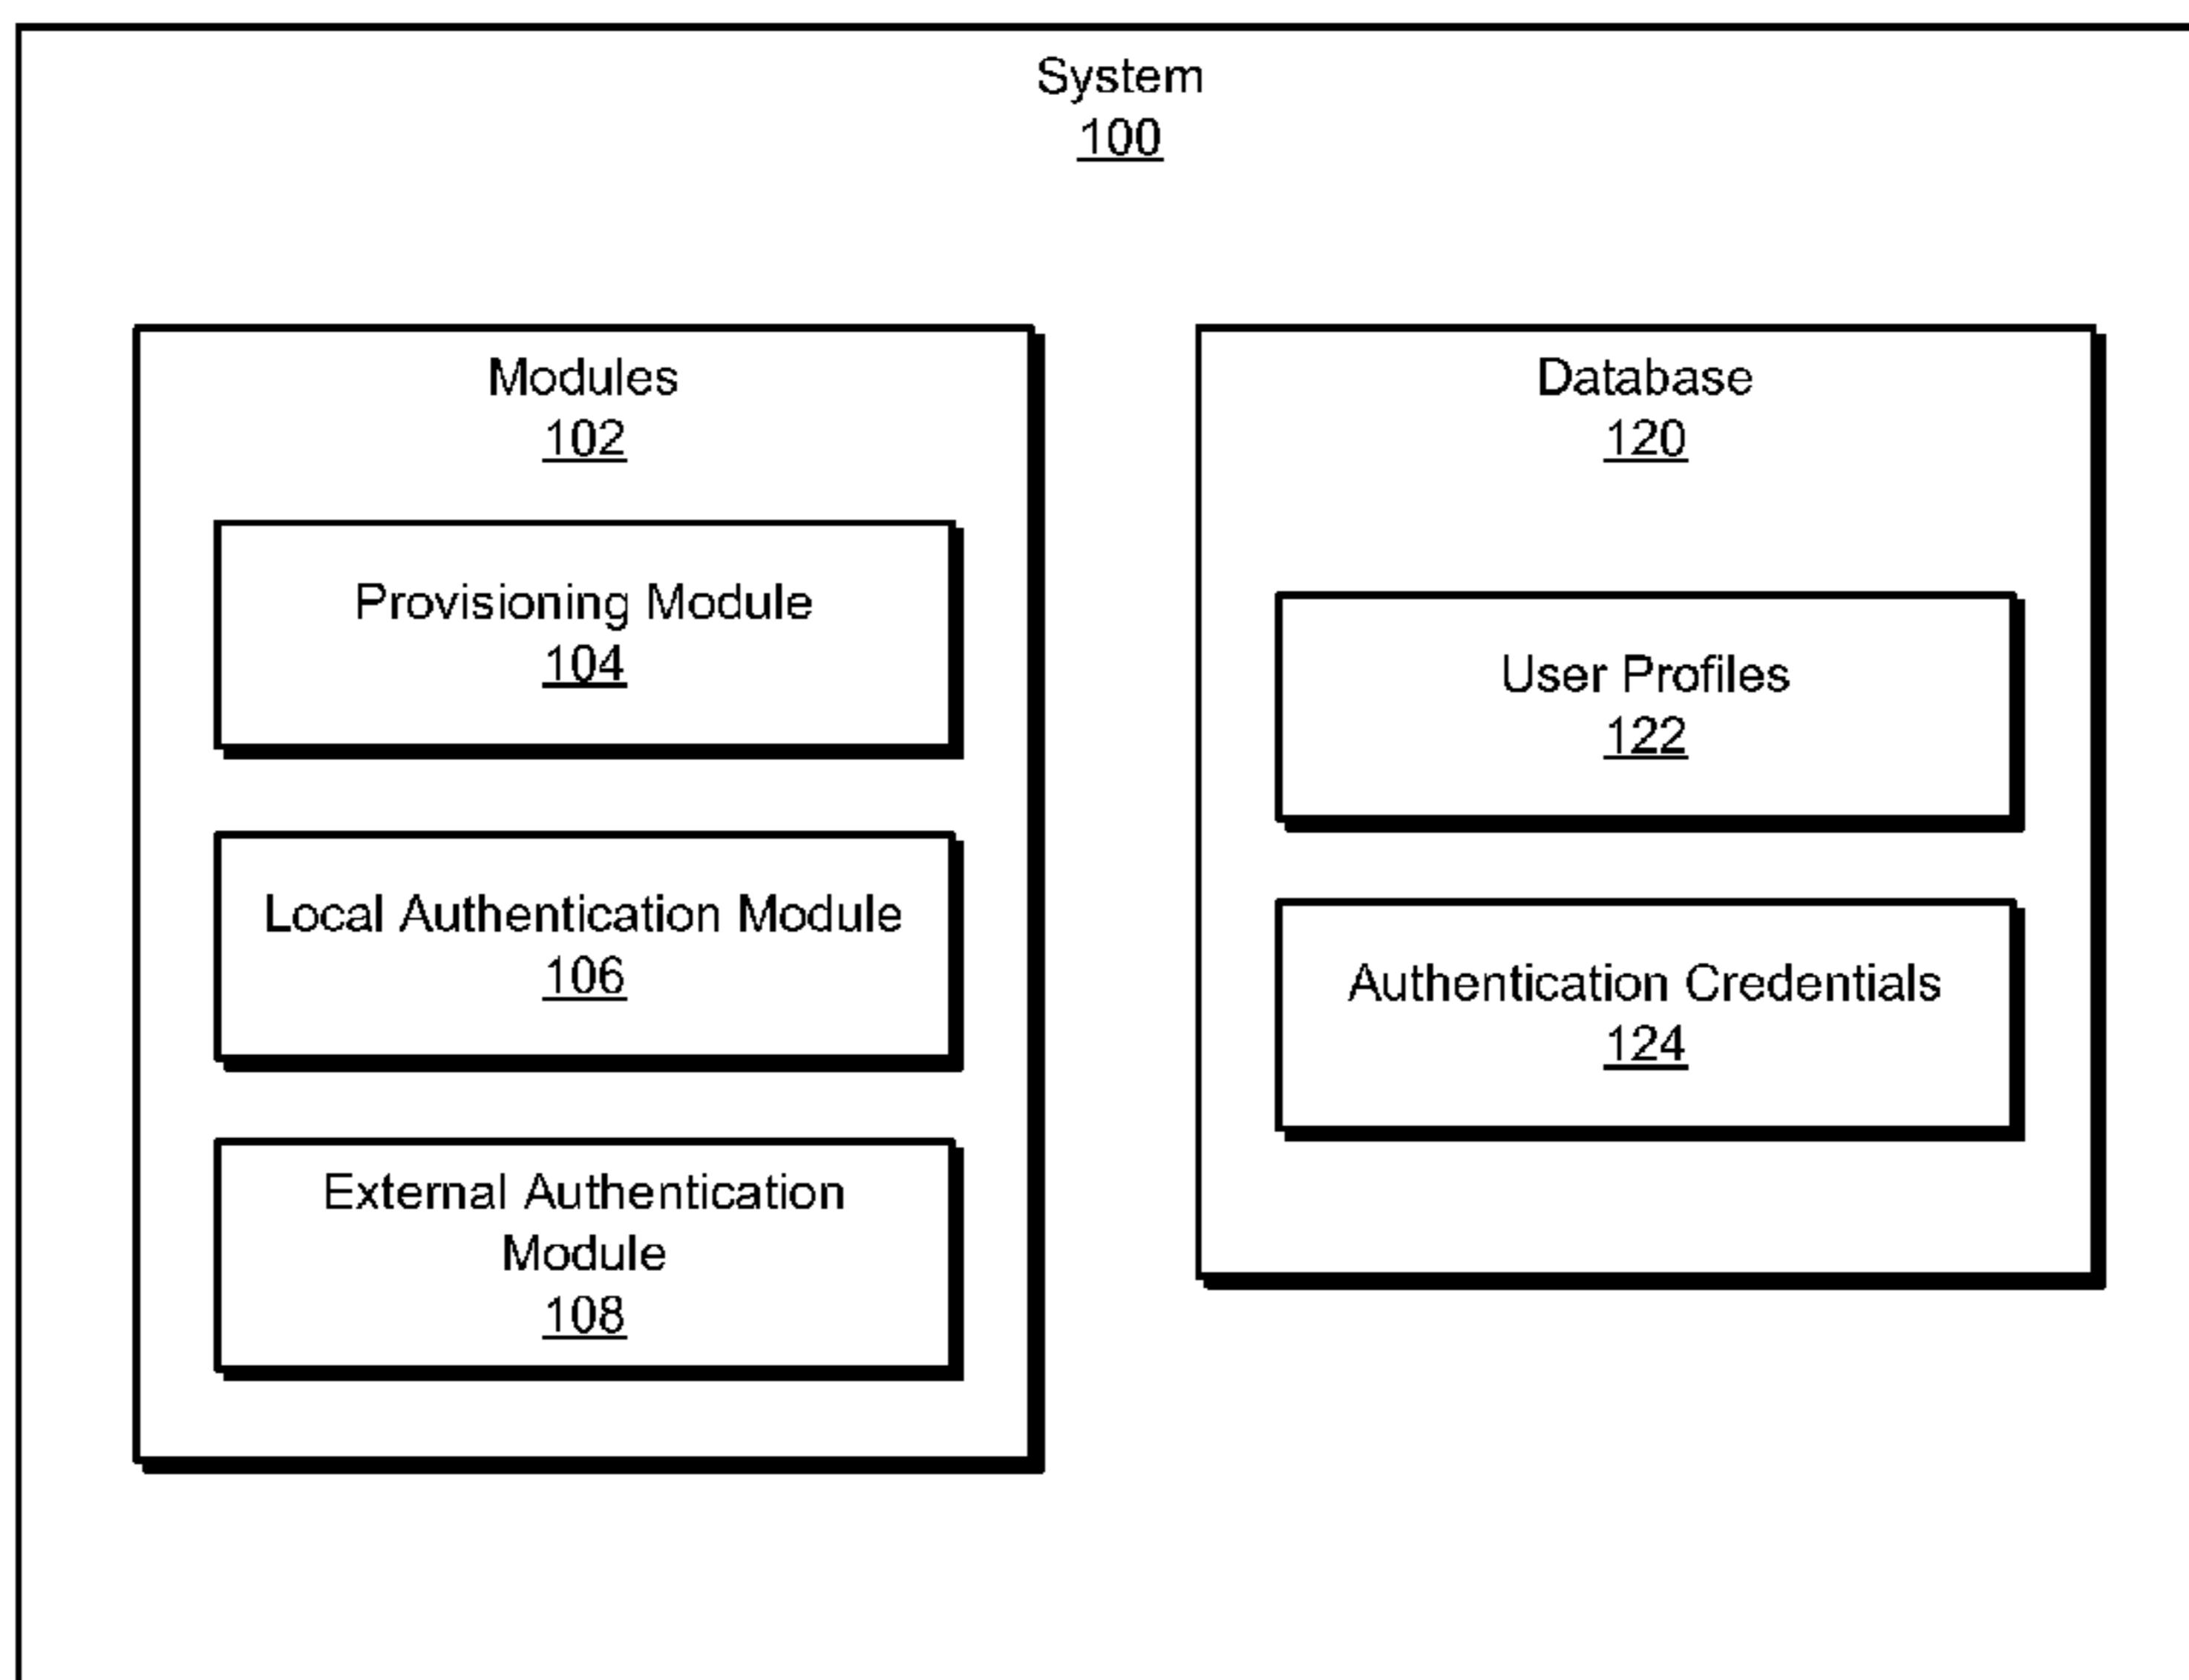 System
100
Modules
102
Provisioning Module
104
Local Authentication Module
106
External Authentication
Module
108
Database
120
User Profiles
122
Authentication Credentials
124